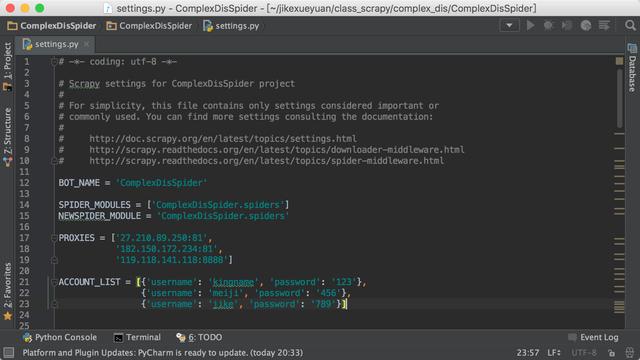 settings.py - ComplexDisSpider - [~/jikexueyuan/class_scrapy/complex_dis/ComplexDisSpider]
ComplexDisSpider ComplexDisSpider settings.py
settings.py
1: Project
7: Structure
2: Favorites
Database
1 # -*- coding: utf-8 -*-
2
3 # Scrapy settings for ComplexDisSpider project
4 #
5 # For simplicity, this file contains only settings considered important or
6 # commonly used. You can find more settings consulting the documentation:
7 #
8 #     http://doc.scrapy.org/en/latest/topics/settings.html
9 #     http://scrapy.readthedocs.org/en/latest/topics/downloader-middleware.html
10 #     http://scrapy.readthedocs.org/en/latest/topics/spider-middleware.html
11
12 BOT_NAME = 'ComplexDisSpider'
13
14 SPIDER_MODULES = ['ComplexDisSpider.spiders']
15 NEWSPIDER_MODULE = 'ComplexDisSpider.spiders'
16
17 PROXIES = ['27.210.89.250:81',
18            '182.150.172.234:81',
19            '119.118.141.118:8888']
20
21 ACCOUNT_LIST = [{'username': 'kingname', 'password': '123'},
22                 {'username': 'meiji', 'password': '456'},
23                 {'username': 'jike', 'password': '789'}]
24
25
Python Console Terminal 6: TODO Event Log
Platform and Plugin Updates: PyCharm is ready to update. (today 20:33) 23:57 LF÷ UTF-8